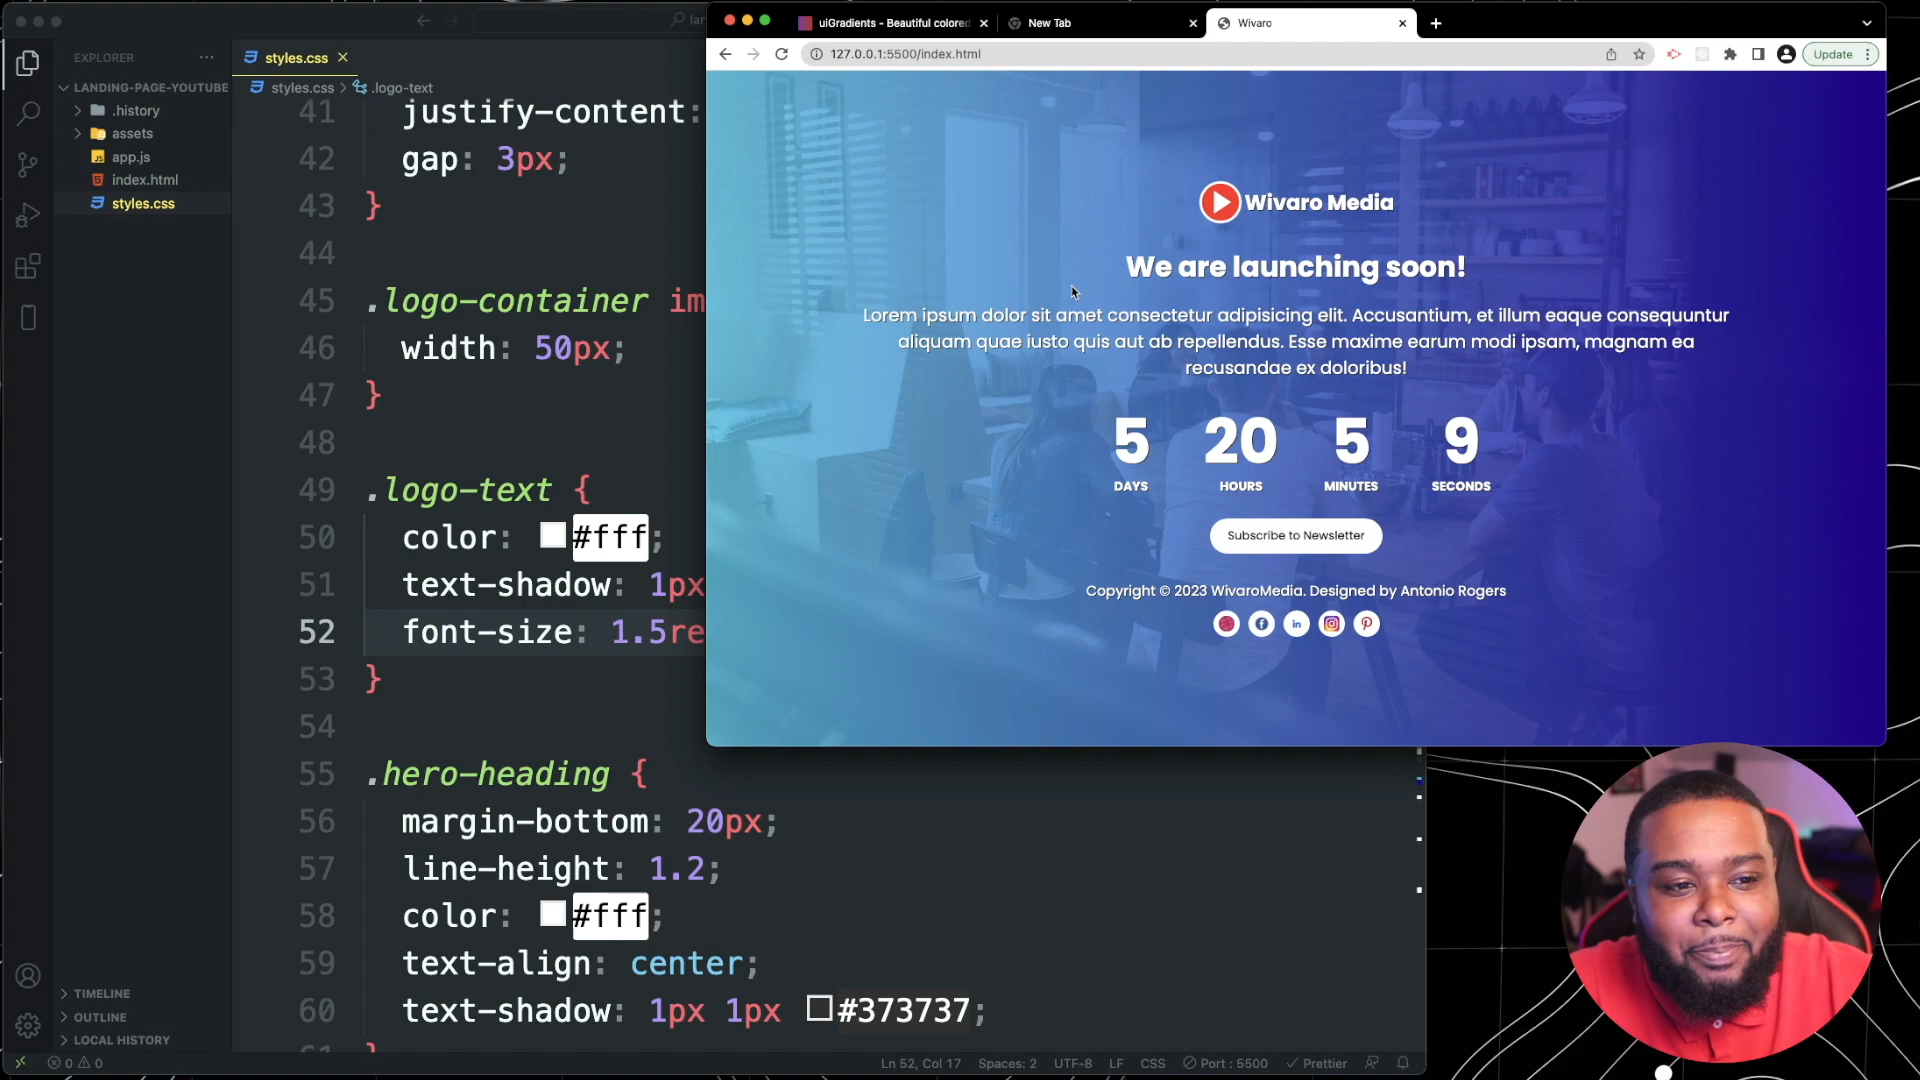 EXPLORER
LANDING-PAGE-YOUTUBE
.history
assets
app.js
index.html
styles.css
TIMELINE
OUTLINE
LOCAL HISTORY
styles.css
styles.css > .logo-text
41 justify-content:
42 gap: 3px;
43 }
44
45 .logo-container im
46 width: 50px;
47 }
48
49 .logo-text {
50 color: #fff;
51 text-shadow: 1px
52 font-size: 1.5re
53 }
54
55 .hero-heading {
56 margin-bottom: 20px;
57 line-height: 1.2;
58 color: #fff;
59 text-align: center;
60 text-shadow: 1px 1px #373737;
0 0
Ln 52, Col 17 Spaces: 2 UTF-8 LF CSS Port : 5500 Prettier
uiGradients - Beautiful colored
New Tab
Wivaro
127.0.0.1:5500/index.html
Update
Wivaro Media
We are launching soon!
Lorem ipsum dolor sit amet consectetur adipisicing elit. Accusantium, et illum eaque consequuntur
aliquam quae iusto quis aut ab repellendus. Esse maxime earum modi ipsam, magnam ea
recusandae ex doloribus!
5 20 5 9
DAYS HOURS MINUTES SECONDS
Subscribe to Newsletter
Copyright © 2023 WivaroMedia. Designed by Antonio Rogers